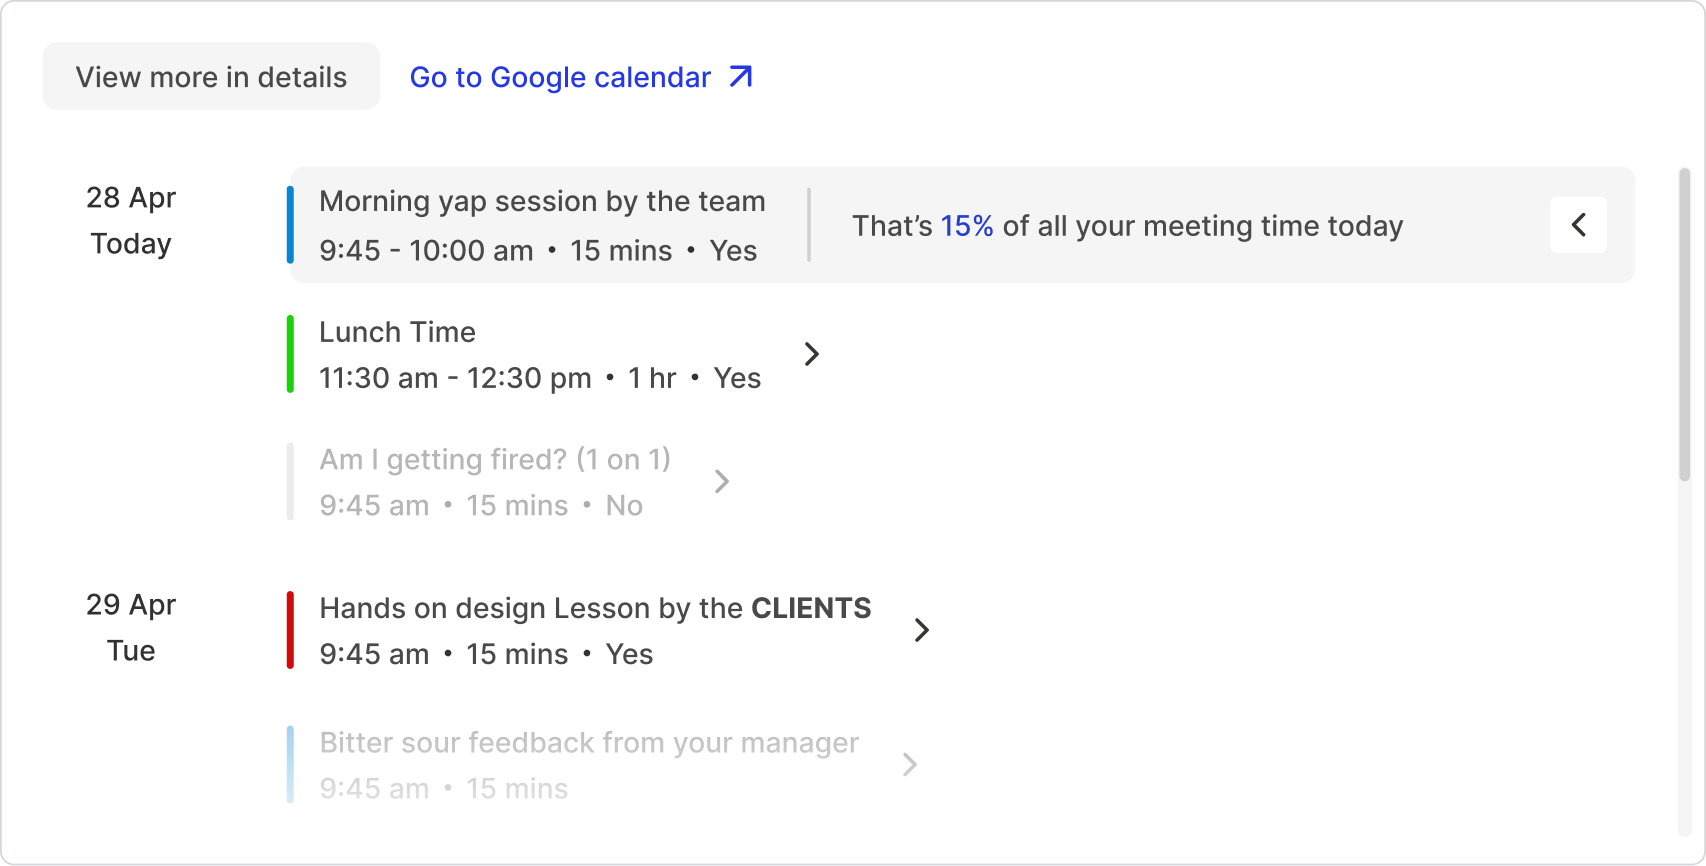 View more in details
Go to Google calendar
28 Apr
Today
Morning yap session by the team
9:45 - 10:00 am • 15 mins • Yes
That’s 15% of all your meeting time today
Lunch Time
11:30 am - 12:30 pm • 1 hr • Yes
Am I getting fired? (1 on 1)
9:45 am • 15 mins • No
29 Apr
Tue
Hands on design Lesson by the CLIENTS
9:45 am • 15 mins • Yes
Bitter sour feedback from your manager
9:45 am • 15 mins